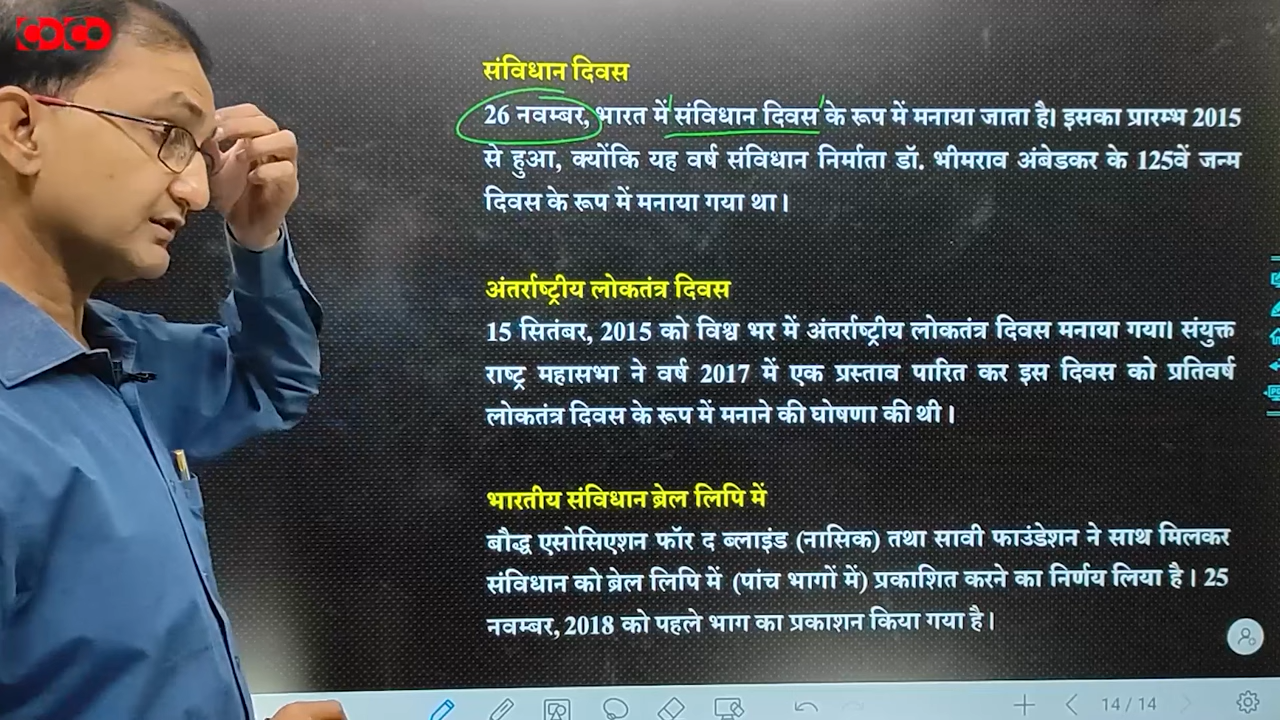 COCO
संविधान दिवस
26 नवम्बर, भारत में 'संविधान दिवस' के रूप में मनाया जाता है। इसका प्रारम्भ 2015
से हुआ, क्योंकि यह वर्ष संविधान निर्माता डॉ. भीमराव अंबेडकर के 125वें जन्म
दिवस के रूप में मनाया गया था।
अंतर्राष्ट्रीय लोकतंत्र दिवस
15 सितंबर, 2015 को विश्व भर में अंतर्राष्ट्रीय लोकतंत्र दिवस मनाया गया। संयुक्त
राष्ट्र महासभा ने वर्ष 2017 में एक प्रस्ताव पारित कर इस दिवस को प्रतिवर्ष
लोकतंत्र दिवस के रूप में मनाने की घोषणा की थी।
भारतीय संविधान ब्रेल लिपि में
बौद्ध एसोसिएशन फॉर द ब्लाइंड (नासिक) तथा सावी फाउंडेशन ने साथ मिलकर
संविधान को ब्रेल लिपि में (पांच भागों में) प्रकाशित करने का निर्णय लिया है। 25
नवम्बर, 2018 को पहले भाग का प्रकाशन किया गया है।
14 / 14